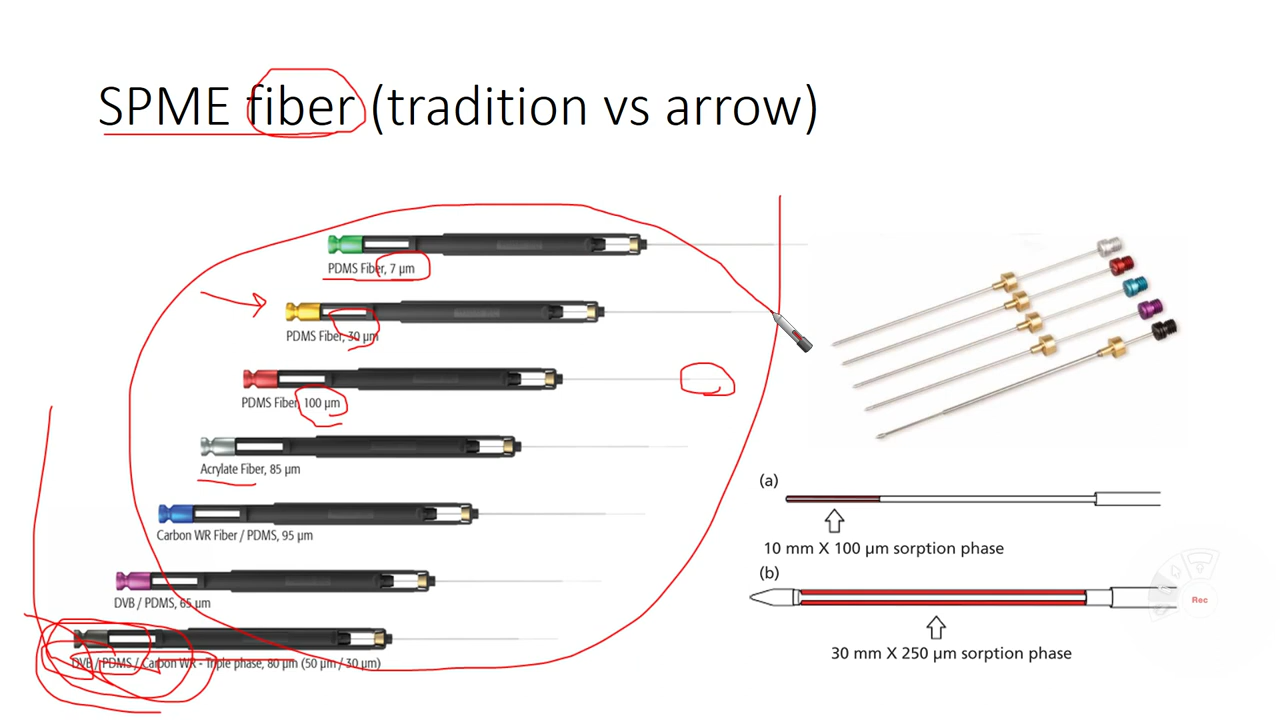 SPME fiber (tradition vs arrow)
PDMS Fiber, 7 µm
PDMS Fiber, 30 µm
PDMS Fiber, 100 µm
Acrylate Fiber, 85 µm
Carbon WR Fiber / PDMS, 95 µm
DVB / PDMS, 65 µm
DVB / PDMS / Carbon WR - Triple phase, 80 µm (50 µm / 30 µm)
(a)
10 mm X 100 µm sorption phase
(b)
30 mm X 250 µm sorption phase
Rec